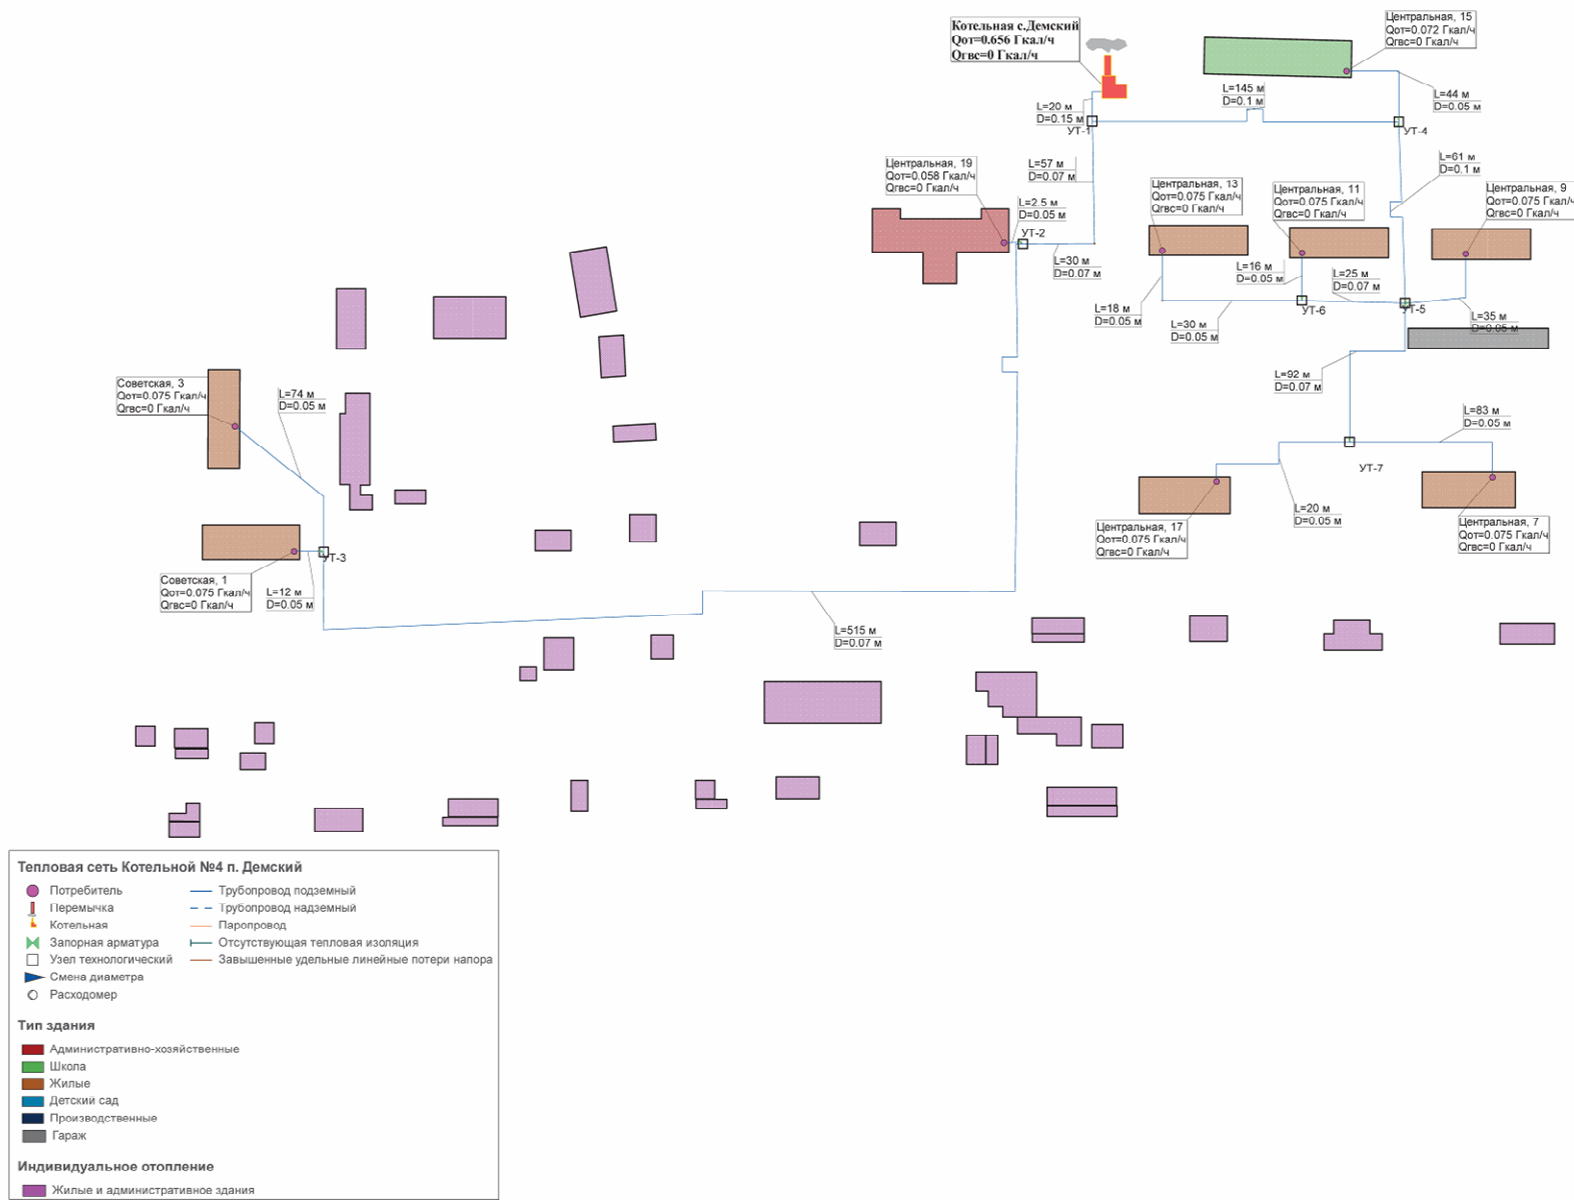 Котельная с.Демский
Qот=0.656 Гкал/ч
Qгвс=0 Гкал/ч
Центральная, 15
Qот=0.072 Гкал/ч
Qгвс=0 Гкал/ч
L=20 м
D=0.15 м
УТ-1
L=145 м
D=0.1 м
L=44 м
D=0.05 м
УТ-4
Центральная, 19
Qот=0.058 Гкал/ч
Qгвс=0 Гкал/ч
L=57 м
D=0.07 м
L=61 м
D=0.1 м
L=2.5 м
D=0.05 м
УТ-2
L=30 м
D=0.07 м
Центральная, 13
Qот=0.075 Гкал/ч
Qгвс=0 Гкал/ч
Центральная, 11
Qот=0.075 Гкал/ч
Qгвс=0 Гкал/ч
Центральная, 9
Qот=0.075 Гкал/ч
Qгвс=0 Гкал/ч
L=16 м
D=0.05 м
L=25 м
D=0.07 м
L=18 м
D=0.05 м
L=30 м
D=0.05 м
УТ-6
УТ-5
L=35 м
D=0.05 м
L=92 м
D=0.07 м
Советская, 3
Qот=0.075 Гкал/ч
Qгвс=0 Гкал/ч
L=74 м
D=0.05 м
L=83 м
D=0.05 м
УТ-7
L=20 м
D=0.05 м
Центральная, 17
Qот=0.075 Гкал/ч
Qгвс=0 Гкал/ч
Центральная, 7
Qот=0.075 Гкал/ч
Qгвс=0 Гкал/ч
УТ-3
Советская, 1
Qот=0.075 Гкал/ч
Qгвс=0 Гкал/ч
L=12 м
D=0.05 м
L=515 м
D=0.07 м
Тепловая сеть Котельной №4 п. Демский
Потребитель
Перемычка
Котельная
Запорная арматура
Узел технологический
Смена диаметра
Расходомер
Трубопровод подземный
Трубопровод надземный
Паропровод
Отсутствующая тепловая изоляция
Завышенные удельные линейные потери напора
Тип здания
Административно-хозяйственные
Школа
Жилые
Детский сад
Производственные
Гараж
Индивидуальное отопление
Жилые и административное здания